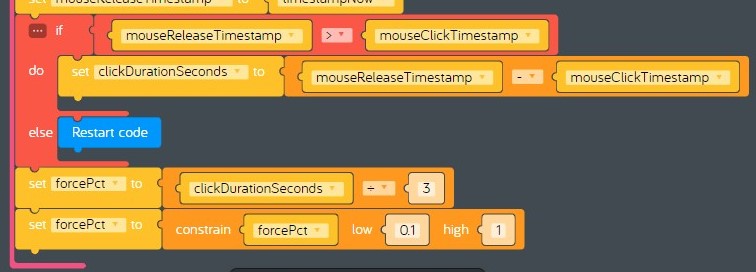 set mouseReleaseTimestamp to timestampNow
if mouseReleaseTimestamp > mouseClickTimestamp
do set clickDurationSeconds to mouseReleaseTimestamp - mouseClickTimestamp
else Restart code
set forcePct to clickDurationSeconds ÷ 3
set forcePct to constrain forcePct low 0.1 high 1